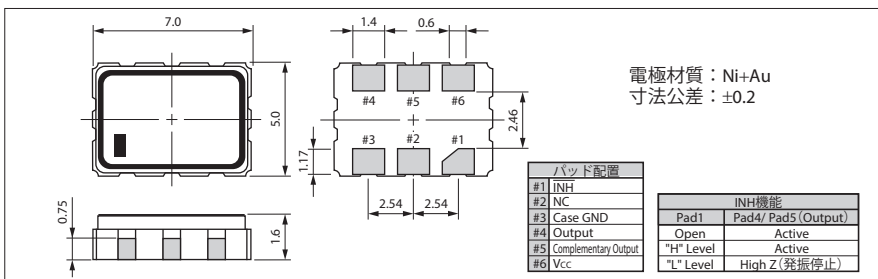 7.0
5.0
0.75
1.6
1.4
0.6
#4
#5
#6
2.46
#3
#2
#1
1.17
2.54
2.54
電極材質：Ni+Au
寸法公差：±0.2
パッド配置
#1 I̅N̅H̅
#2 NC
#3 Case GND
#4 Output
#5 Complementary Output
#6 Vcc
INH機能
Pad1 Pad4/ Pad5（Output）
Open Active
"H" Level Active
"L" Level High Z（発振停止）